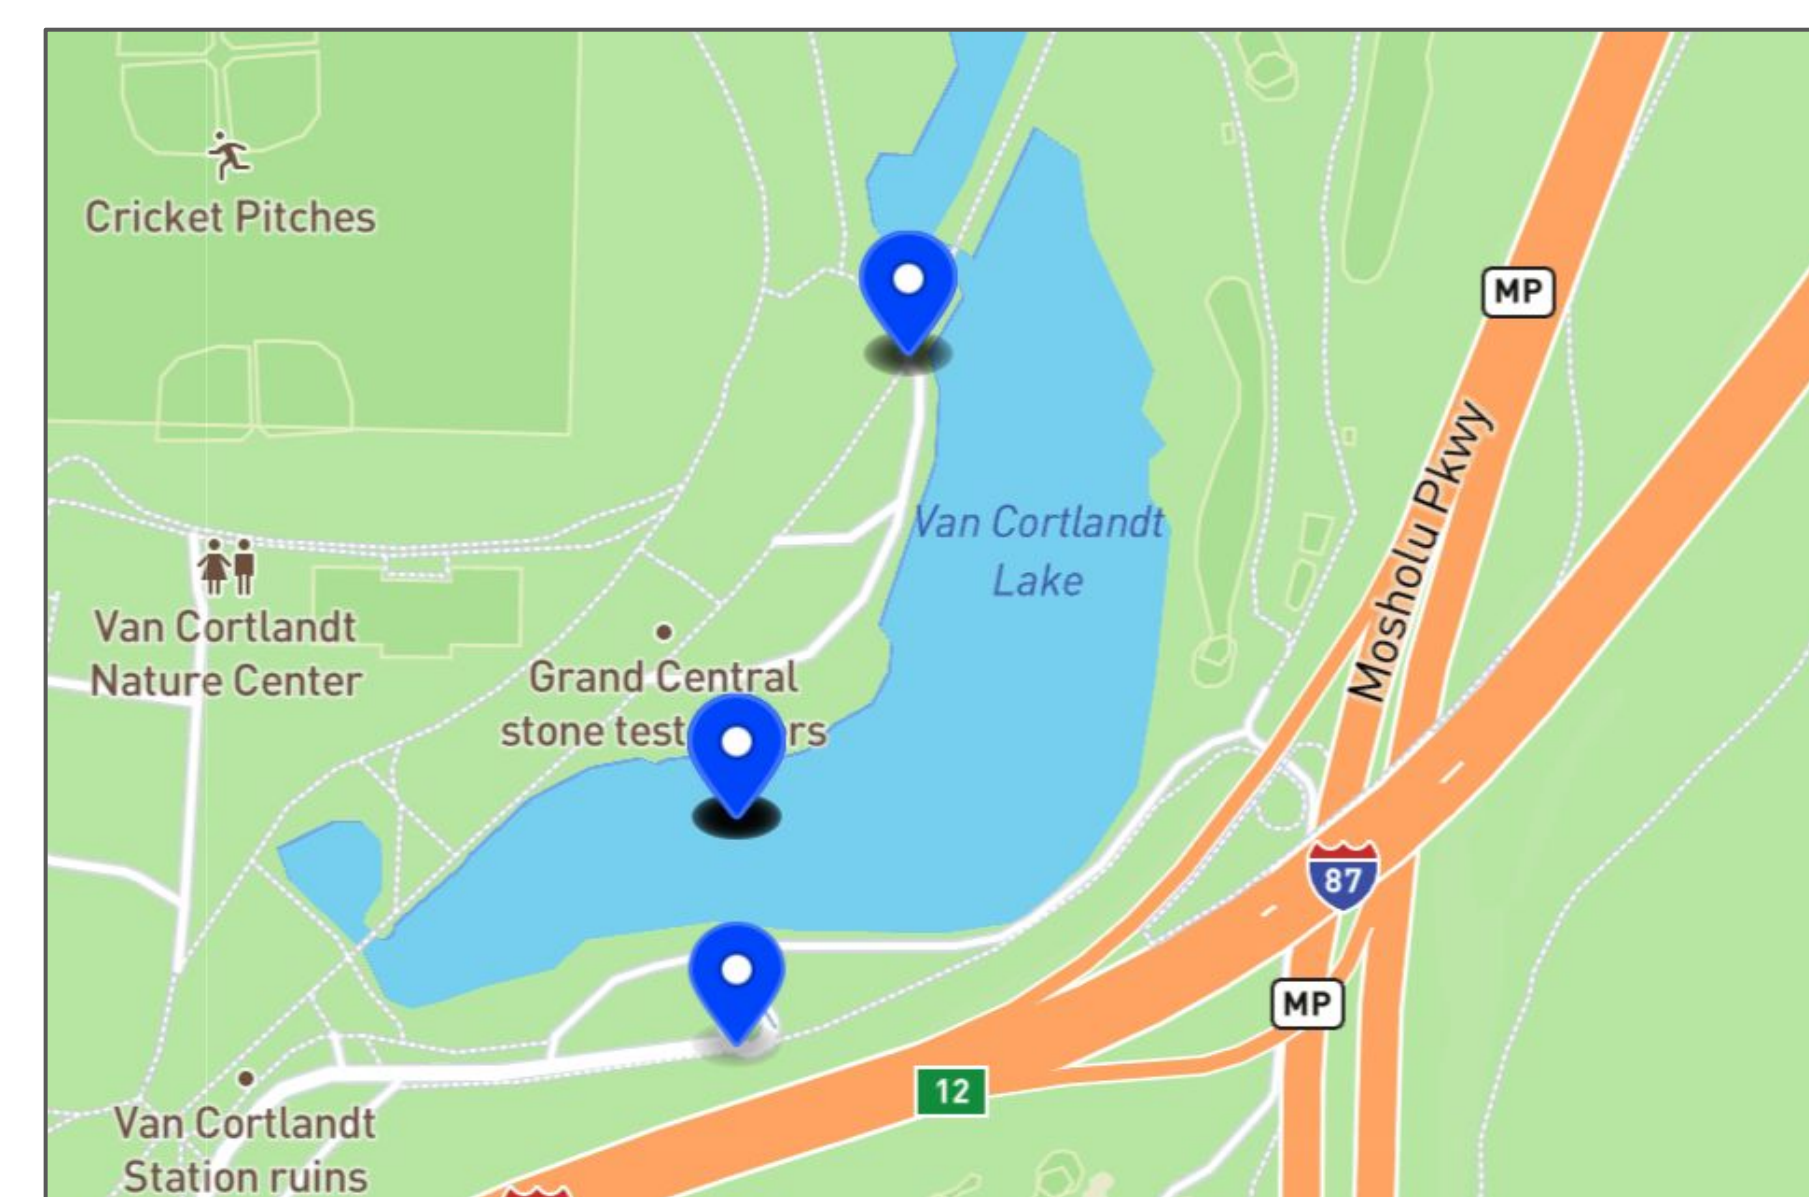 Cricket Pitches
MP
Mosholu Pkwy
Van Cortlandt
Lake
Van Cortlandt
Nature Center
Grand Central
stone test
rs
87
MP
12
Van Cortlandt
Station ruins